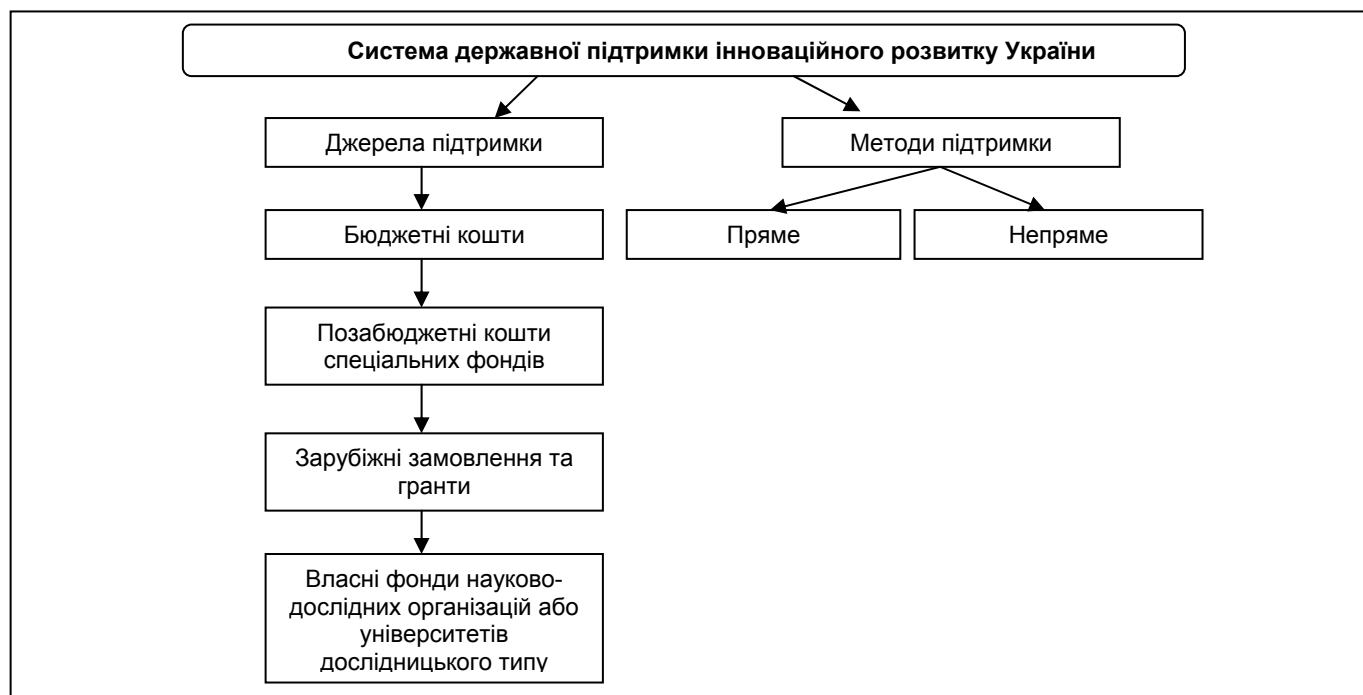 Система державної підтримки інноваційного розвитку України
Джерела підтримки
Методи підтримки
Бюджетні кошти
Пряме
Непряме
Позабюджетні кошти
спеціальних фондів
Зарубіжні замовлення та
гранти
Власні фонди науково-
дослідних організацій або
університетів
дослідницького типу